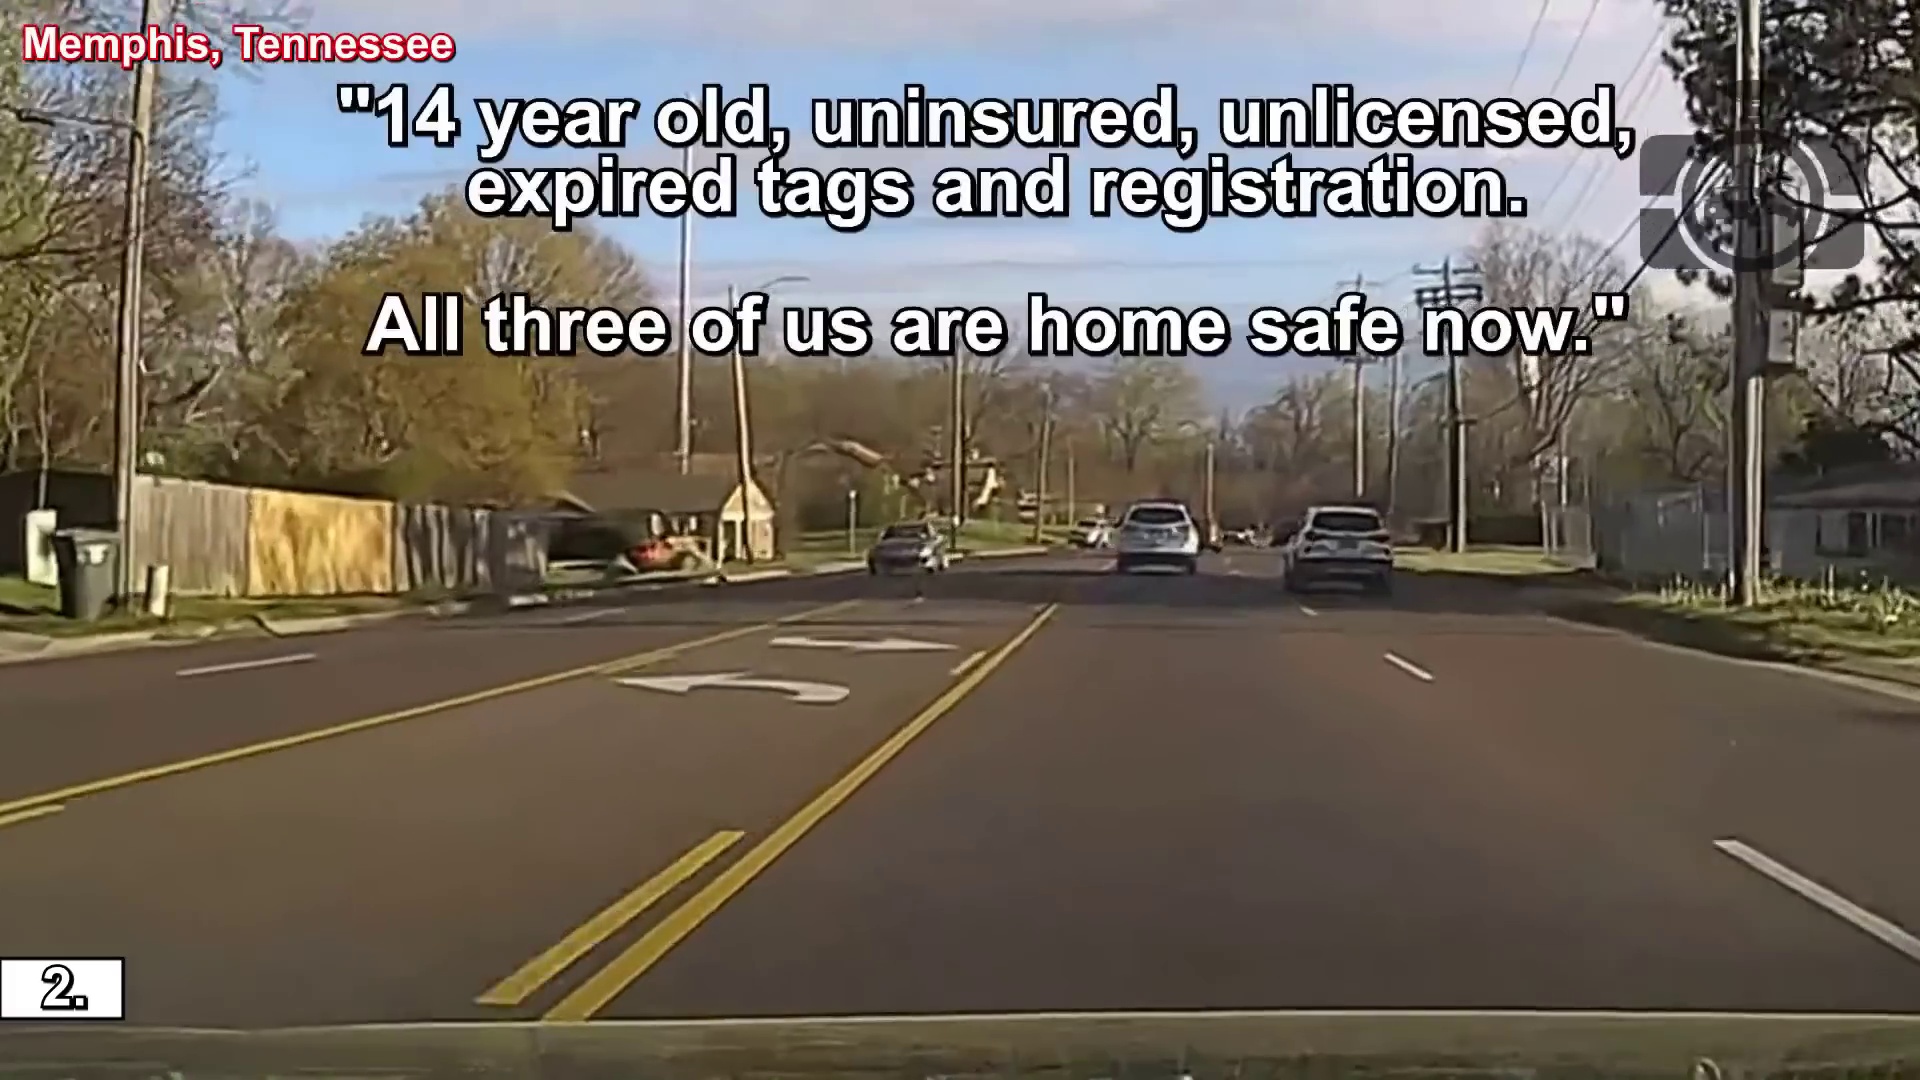 Memphis, Tennessee
"14 year old, uninsured, unlicensed,
expired tags and registration.
All three of us are home safe now."
2.